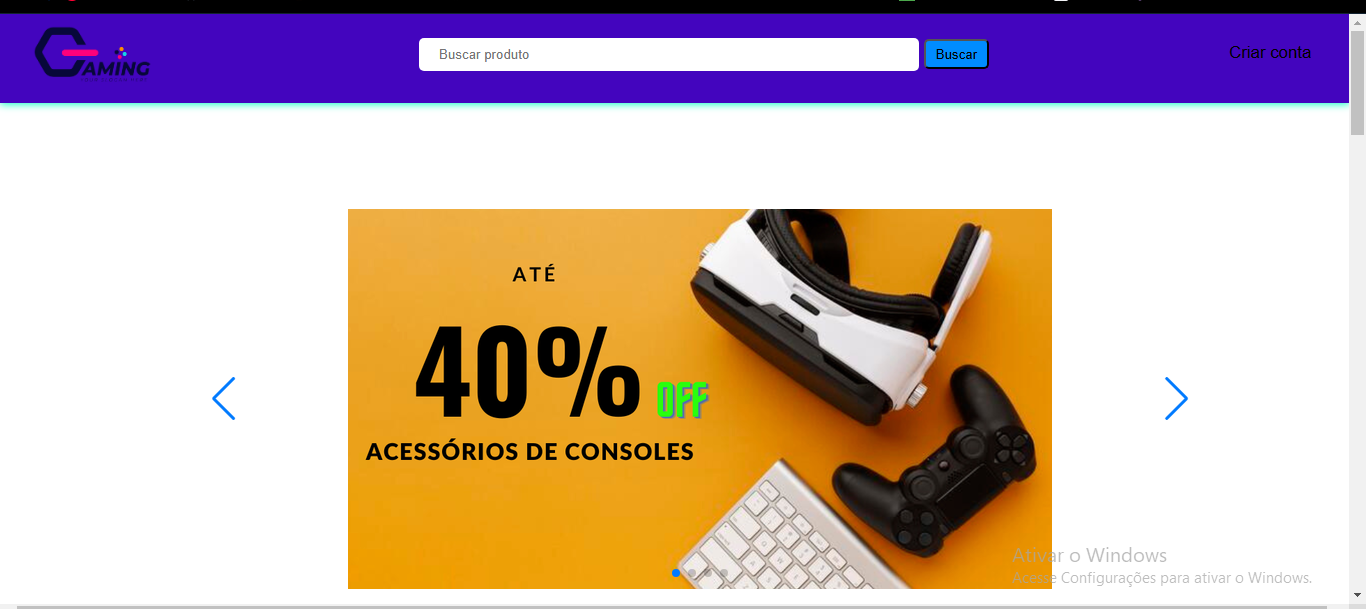 GAMING
Buscar produto
Buscar
Criar conta
ATÉ
40% OFF
ACESSÓRIOS DE CONSOLES
Ativar o Windows
Acesse Configurações para ativar o Windows.